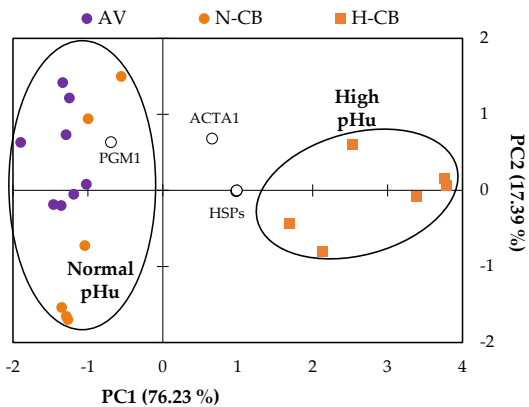 AV N-CB H-CB
2
High
pHu
ACTA1
1
PGM1
0
HSPs
Normal
pHu
-1
-2
-2 -1 0 1 2 3 4
PC1 (76.23 %)
PC2 (17.39 %)